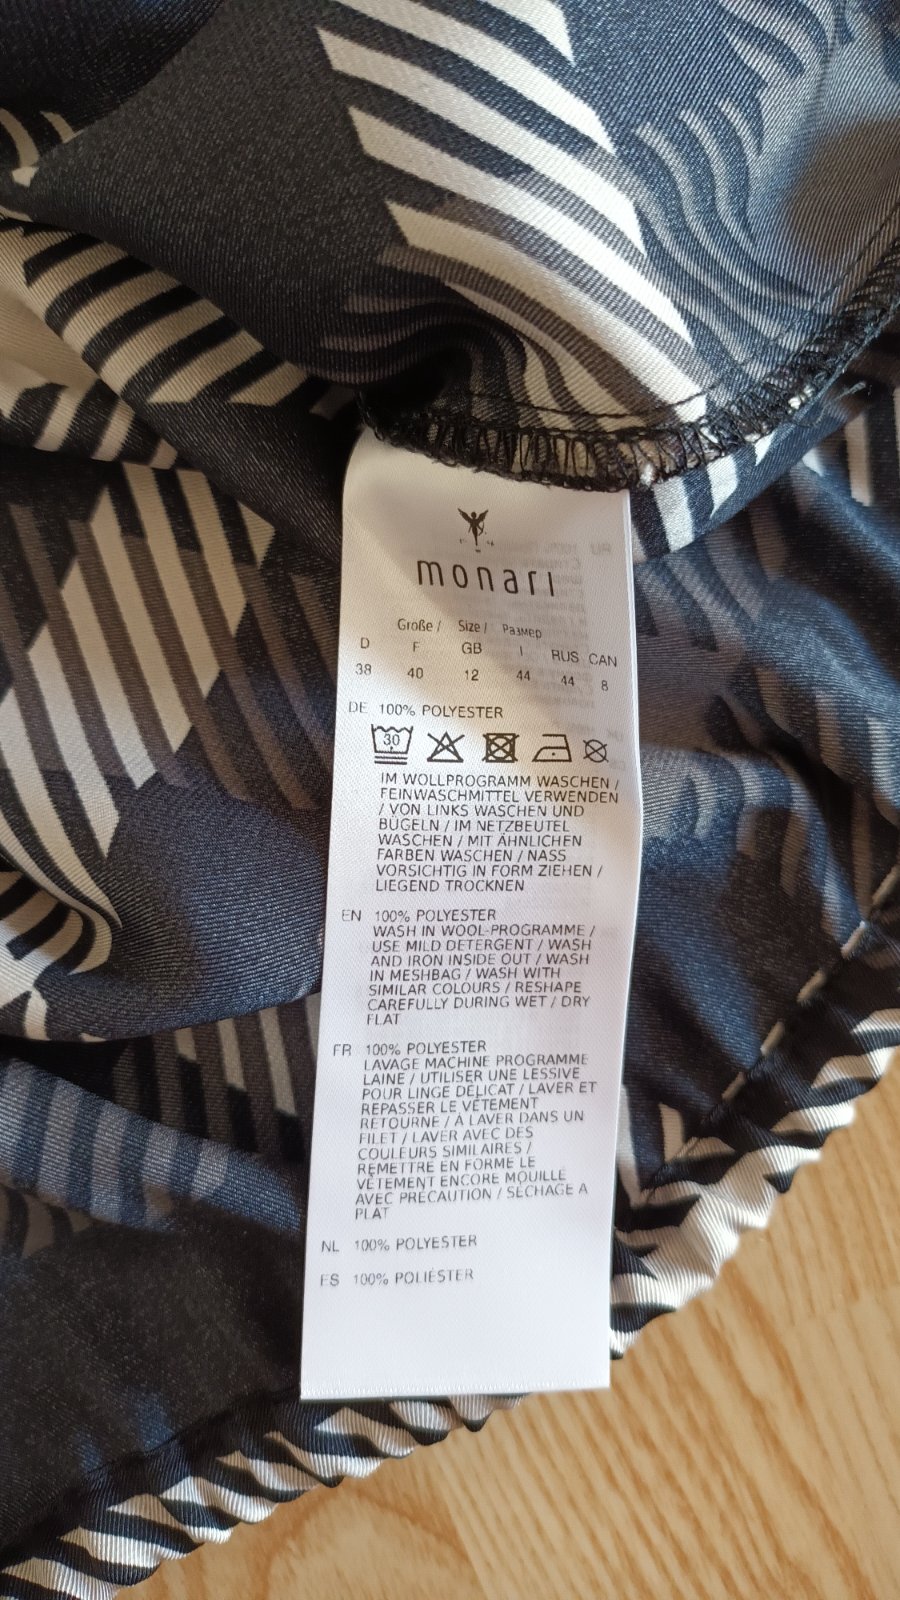 monari
Größe / Size / Размер
D F GB I RUS CAN
38 40 12 44 44 8
DE 100% POLYESTER
30
IM WOLLPROGRAMM WASCHEN /
FEINWASCHMITTEL VERWENDEN
/ VON LINKS WASCHEN UND
BÜGELN / IM NETZBEUTEL
WASCHEN / MIT ÄHNLICHEN
FARBEN WASCHEN / NASS
VORSICHTIG IN FORM ZIEHEN /
LIEGEND TROCKNEN
EN 100% POLYESTER
WASH IN WOOL-PROGRAMME /
USE MILD DETERGENT / WASH
AND IRON INSIDE OUT / WASH
IN MESHBAG / WASH WITH
SIMILAR COLOURS / RESHAPE
CAREFULLY DURING WET / DRY
FLAT
FR 100% POLYESTER
LAVAGE MACHINE PROGRAMME
LAINE / UTILISER UNE LESSIVE
POUR LINGE DÉLICAT / LAVER ET
REPASSER LE VÊTEMENT
RETOURNÉ / À LAVER DANS UN
FILET / LAVER AVEC DES
COULEURS SIMILAIRES /
REMETTRE EN FORME LE
VÊTEMENT ENCORE MOUILLÉ
AVEC PRÉCAUTION / SÉCHAGE À
PLAT
NL 100% POLYESTER
ES 100% POLIÉSTER